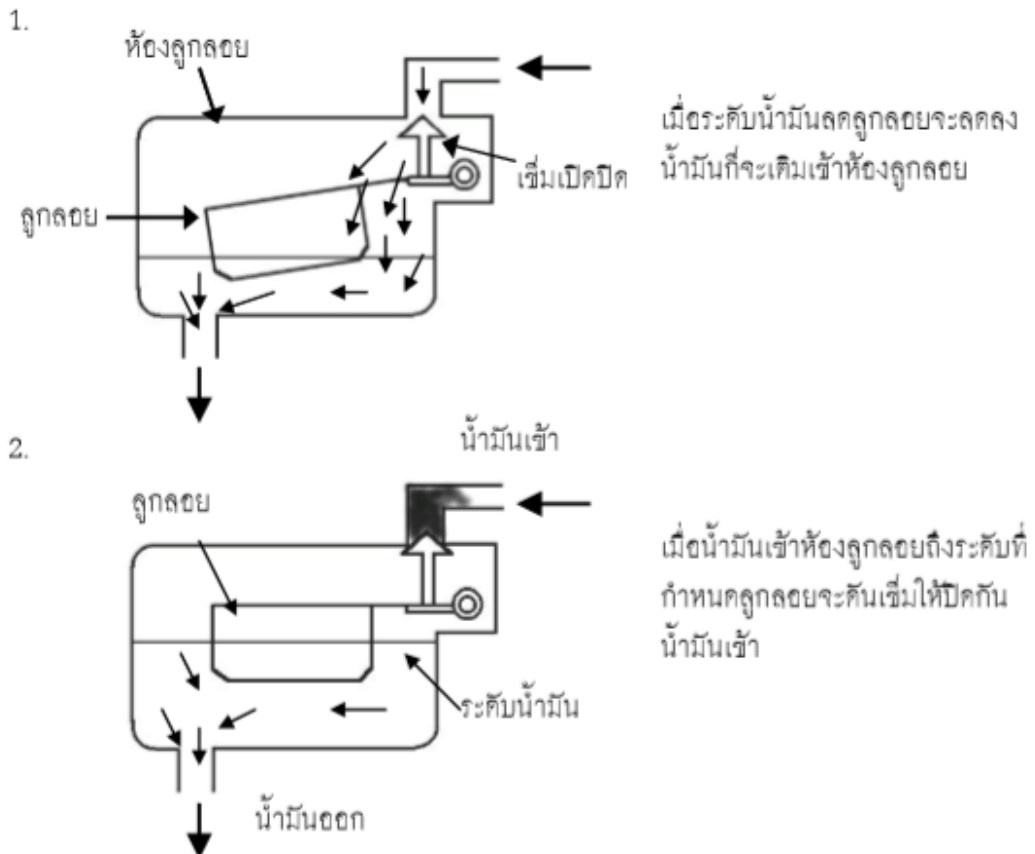 1.
ห้องลูกลอย
เข็มเปิดปิด
ลูกลอย
เมื่อระดับน้ำมันลดลูกลอยจะลดลง
น้ำมันก็จะเติมเข้าห้องลูกลอย
2.
น้ำมันเข้า
ลูกลอย
ระดับน้ำมัน
น้ำมันออก
เมื่อน้ำมันเข้าห้องลูกลอยถึงระดับที่
กำหนดลูกลอยจะดันเข็มให้ปิดกัน
น้ำมันเข้า